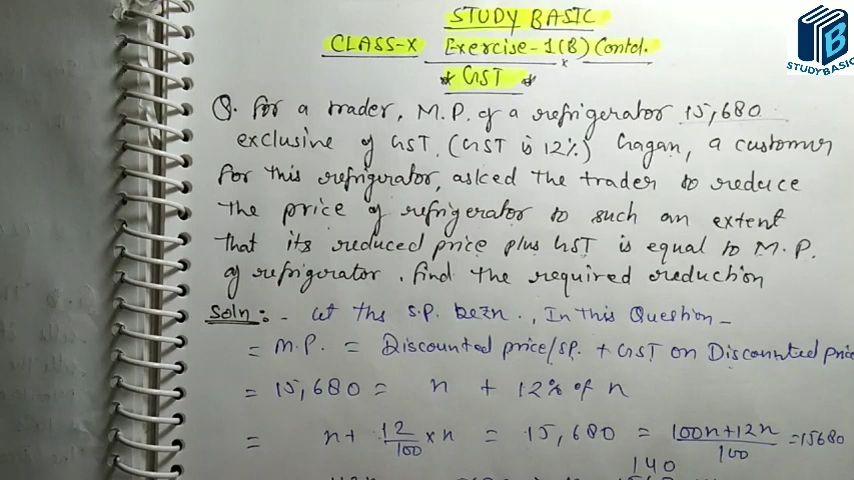 STUDY BASIC
CLASS-X Exercise-1(B) Contd.
* GST *
Q. For a trader, M.P. of a refrigerator 15,680
exclusive of GST. (GST is 12%) Gagan, a customer
for this refrigerator, asked the trader to reduce
the price of refrigerator to such an extent
that its reduced price plus GST is equal to M.P.
of refrigerator. find the required reduction
Soln:- let the S.P. be x., In this Question -
= M.P. = Discounted price/SP. + GST on Discounted price
= 15,680 = x + 12% of x
= x + 12/100 × x = 15,680 = 100x+12x/100 = 15680
140
B
STUDYBASIC